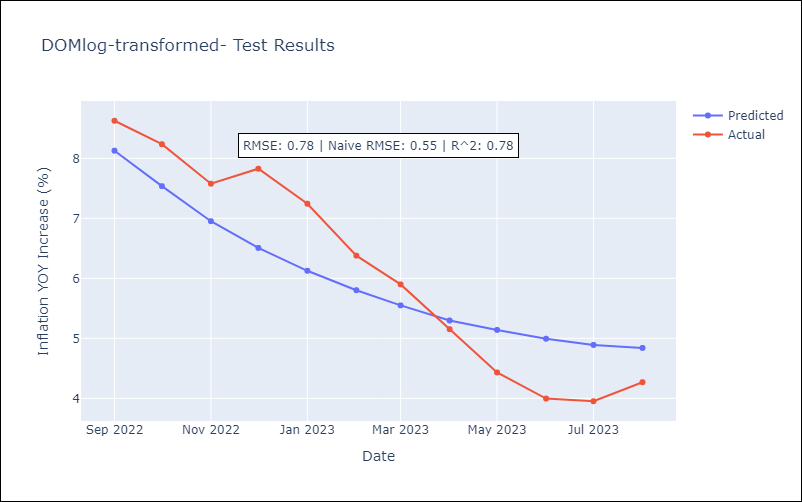 DOMlog-transformed- Test Results
Predicted
Actual
RMSE: 0.78 | Naive RMSE: 0.55 | R^2: 0.78
Inflation YOY Increase (%)
8
7
6
5
4
Sep 2022 Nov 2022 Jan 2023 Mar 2023 May 2023 Jul 2023
Date